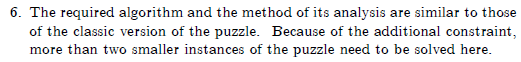 6. The required algorithm and the method of its analysis are similar to those
of the classic version of the puzzle. Because of the additional constraint,
more than two smaller instances of the puzzle need to be solved here.